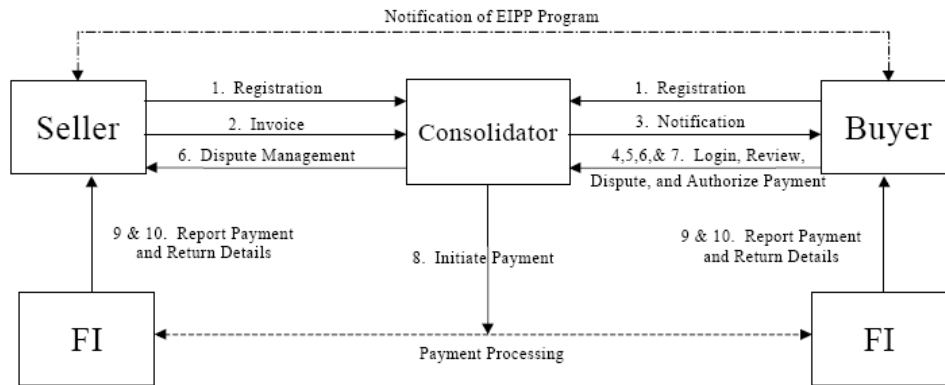 Notification of EIPP Program
Seller
1. Registration
2. Invoice
6. Dispute Management
Consolidator
1. Registration
3. Notification
4,5,6,& 7. Login, Review,
Dispute, and Authorize Payment
Buyer
9 & 10. Report Payment
and Return Details
8. Initiate Payment
9 & 10. Report Payment
and Return Details
FI
Payment Processing
FI